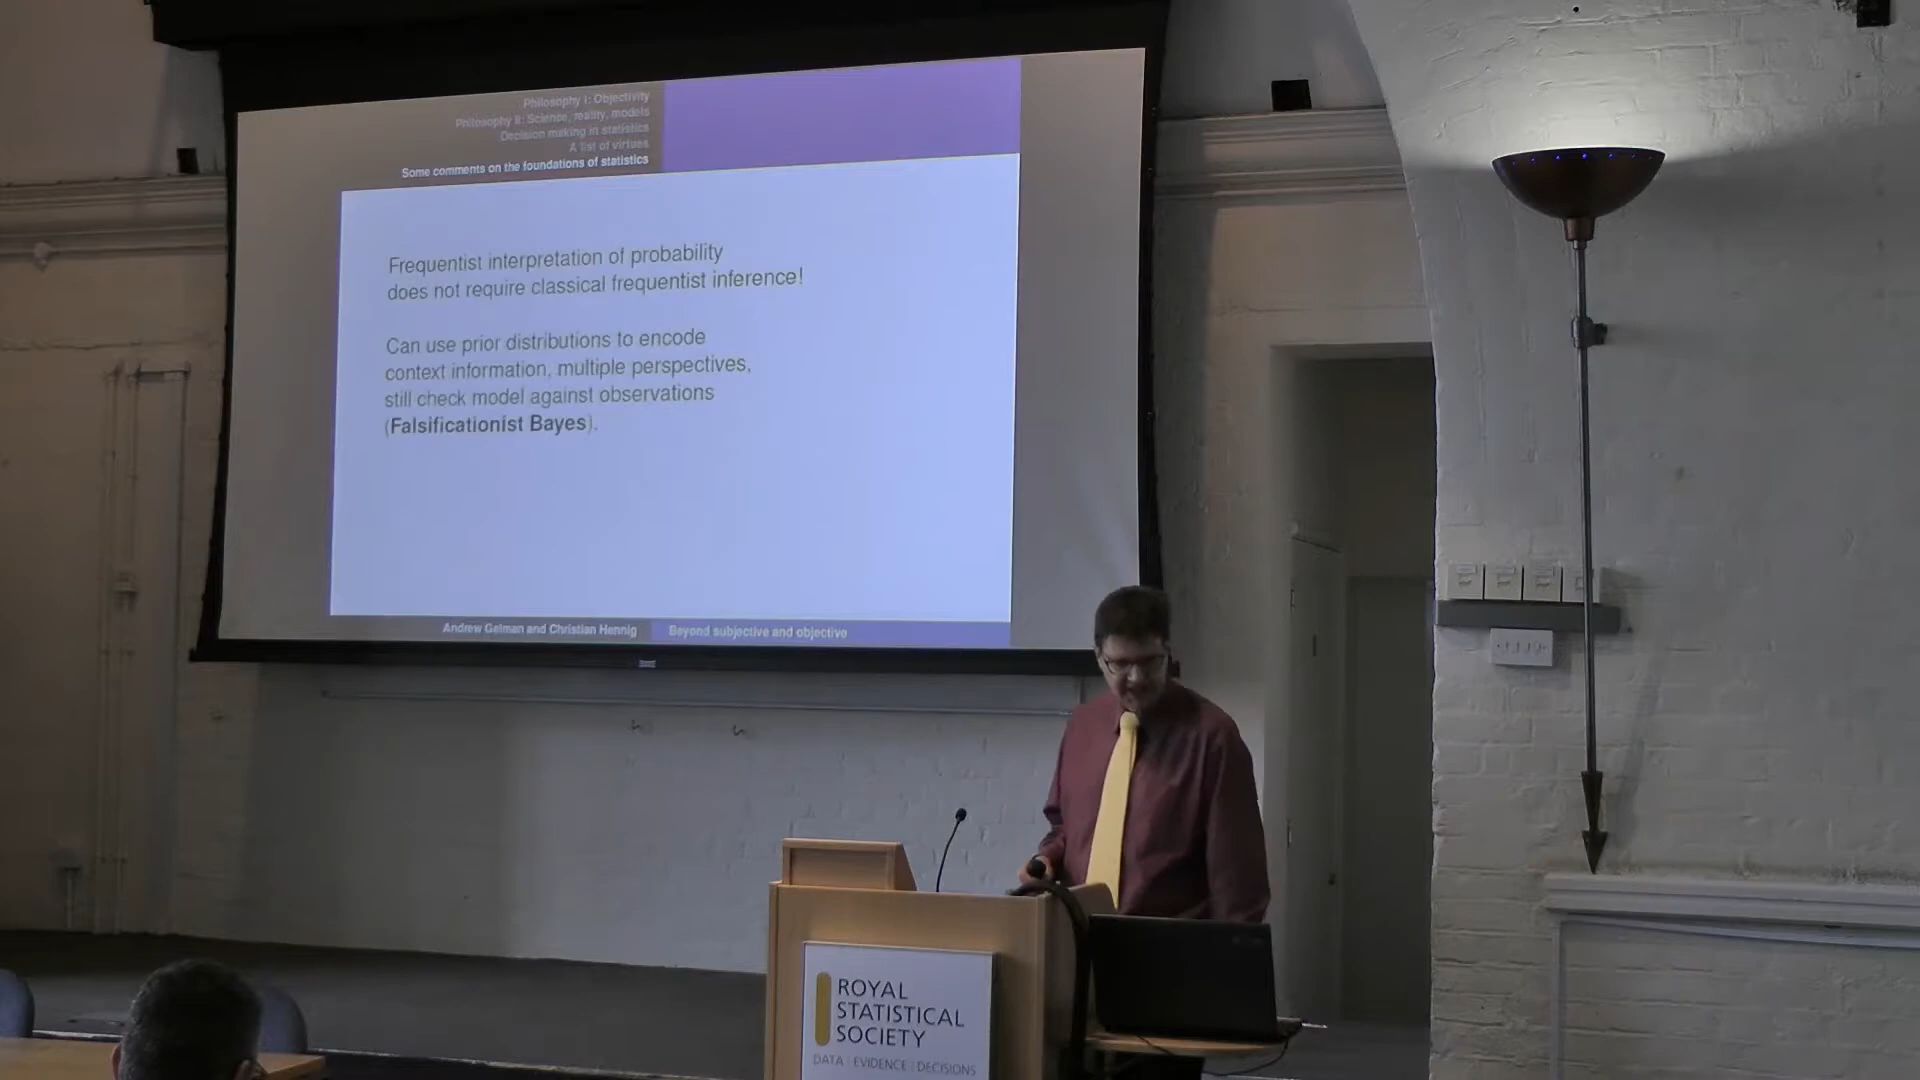 Philosophy I: Objectivity
Philosophy II: Science, reality, models
Decision making in statistics
A list of virtues
Some comments on the foundations of statistics
Frequentist interpretation of probability
does not require classical frequentist inference!
Can use prior distributions to encode
context information, multiple perspectives,
still check model against observations
(Falsificationist Bayes).
Andrew Gelman and Christian Hennig
Beyond subjective and objective
ROYAL
STATISTICAL
SOCIETY
DATA | EVIDENCE | DECISIONS